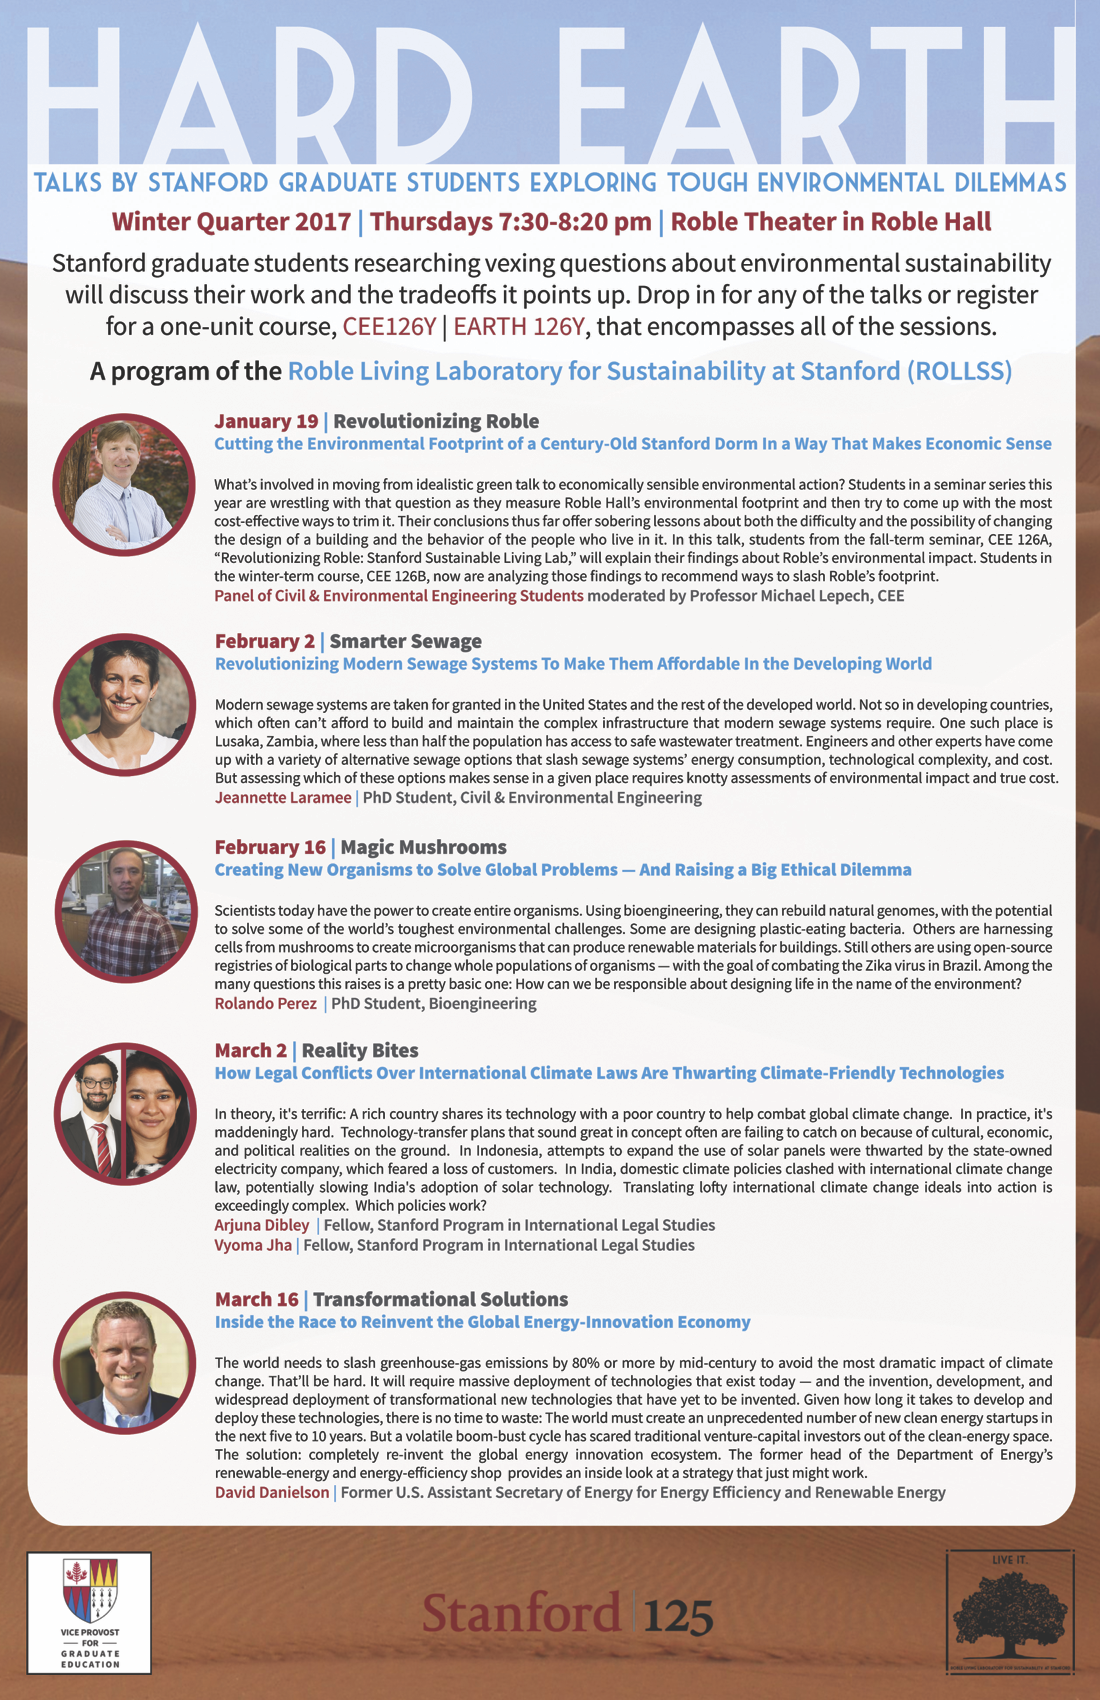 HARD EARTH
TALKS BY STANFORD GRADUATE STUDENTS EXPLORING TOUGH ENVIRONMENTAL DILEMMAS
Winter Quarter 2017 | Thursdays 7:30-8:20 pm | Roble Theater in Roble Hall
Stanford graduate students researching vexing questions about environmental sustainability
will discuss their work and the tradeoffs it points up. Drop in for any of the talks or register
for a one-unit course, CEE126Y | EARTH 126Y, that encompasses all of the sessions.
A program of the Roble Living Laboratory for Sustainability at Stanford (ROLLSS)
January 19 | Revolutionizing Roble
Cutting the Environmental Footprint of a Century-Old Stanford Dorm In a Way That Makes Economic Sense
What's involved in moving from idealistic green talk to economically sensible environmental action? Students in a seminar series this
year are wrestling with that question as they measure Roble Hall's environmental footprint and then try to come up with the most
cost-effective ways to trim it. Their conclusions thus far offer sobering lessons about both the difficulty and the possibility of changing
the design of a building and the behavior of the people who live in it. In this talk, students from the fall-term seminar, CEE 126A,
“Revolutionizing Roble: Stanford Sustainable Living Lab,” will explain their findings about Roble's environmental impact. Students in
the winter-term course, CEE 126B, now are analyzing those findings to recommend ways to slash Roble's footprint.
Panel of Civil & Environmental Engineering Students moderated by Professor Michael Lepech, CEE
February 2 | Smarter Sewage
Revolutionizing Modern Sewage Systems To Make Them Affordable In the Developing World
Modern sewage systems are taken for granted in the United States and the rest of the developed world. Not so in developing countries,
which often can't afford to build and maintain the complex infrastructure that modern sewage systems require. One such place is
Lusaka, Zambia, where less than half the population has access to safe wastewater treatment. Engineers and other experts have come
up with a variety of alternative sewage options that slash sewage systems' energy consumption, technological complexity, and cost.
But assessing which of these options makes sense in a given place requires knotty assessments of environmental impact and true cost.
Jeannette Laramee | PhD Student, Civil & Environmental Engineering
February 16 | Magic Mushrooms
Creating New Organisms to Solve Global Problems — And Raising a Big Ethical Dilemma
Scientists today have the power to create entire organisms. Using bioengineering, they can rebuild natural genomes, with the potential
to solve some of the world's toughest environmental challenges. Some are designing plastic-eating bacteria. Others are harnessing
cells from mushrooms to create microorganisms that can produce renewable materials for buildings. Still others are using open-source
registries of biological parts to change whole populations of organisms — with the goal of combating the Zika virus in Brazil. Among the
many questions this raises is a pretty basic one: How can we be responsible about designing life in the name of the environment?
Rolando Perez | PhD Student, Bioengineering
March 2 | Reality Bites
How Legal Conflicts Over International Climate Laws Are Thwarting Climate-Friendly Technologies
In theory, it's terrific: A rich country shares its technology with a poor country to help combat global climate change. In practice, it's
maddeningly hard. Technology-transfer plans that sound great in concept often are failing to catch on because of cultural, economic,
and political realities on the ground. In Indonesia, attempts to expand the use of solar panels were thwarted by the state-owned
electricity company, which feared a loss of customers. In India, domestic climate policies clashed with international climate change
law, potentially slowing India's adoption of solar technology. Translating lofty international climate change ideals into action is
exceedingly complex. Which policies work?
Arjuna Dibley | Fellow, Stanford Program in International Legal Studies
Vyoma Jha | Fellow, Stanford Program in International Legal Studies
March 16 | Transformational Solutions
Inside the Race to Reinvent the Global Energy-Innovation Economy
The world needs to slash greenhouse-gas emissions by 80% or more by mid-century to avoid the most dramatic impact of climate
change. That'll be hard. It will require massive deployment of technologies that exist today — and the invention, development, and
widespread deployment of transformational new technologies that have yet to be invented. Given how long it takes to develop and
deploy these technologies, there is no time to waste: The world must create an unprecedented number of new clean energy startups in
the next five to 10 years. But a volatile boom-bust cycle has scared traditional venture-capital investors out of the clean-energy space.
The solution: completely re-invent the global energy innovation ecosystem. The former head of the Department of Energy's
renewable-energy and energy-efficiency shop provides an inside look at a strategy that just might work.
David Danielson | Former U.S. Assistant Secretary of Energy for Energy Efficiency and Renewable Energy
VICE PROVOST
FOR
GRADUATE
EDUCATION
Stanford | 125
LIVE IT.
ROBLE LIVING LABORATORY FOR SUSTAINABILITY AT STANFORD